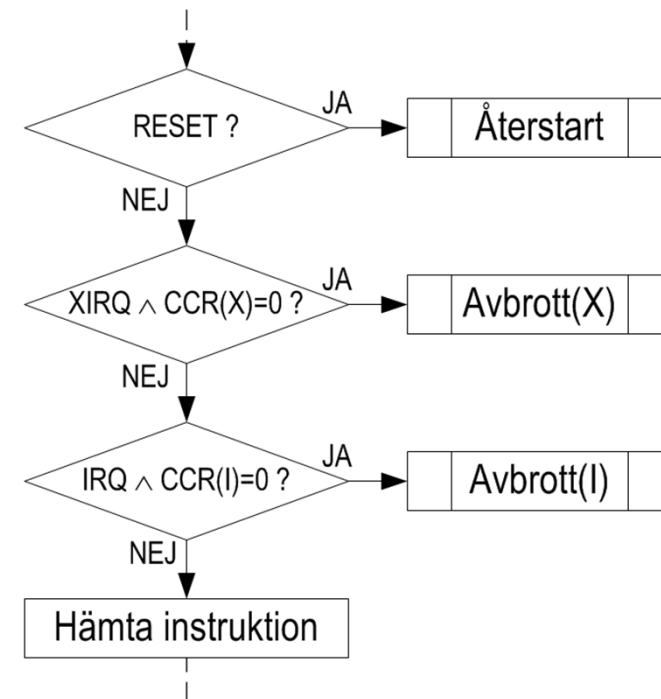 RESET ?
JA
Återstart
NEJ
XIRQ ∧ CCR(X)=0 ?
JA
Avbrott(X)
NEJ
IRQ ∧ CCR(I)=0 ?
JA
Avbrott(I)
NEJ
Hämta instruktion